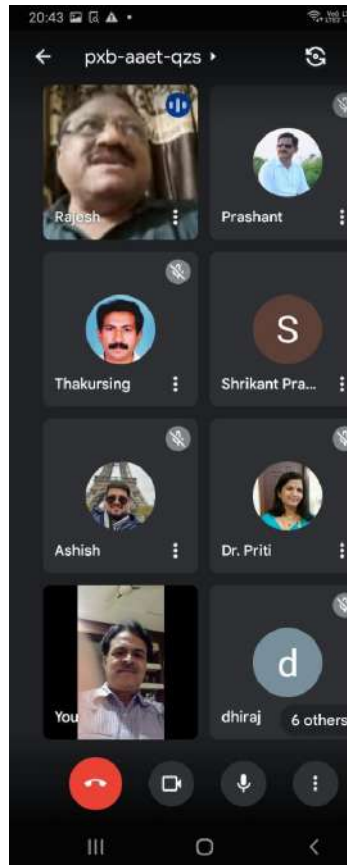 20:43
pxb-aaet-qzs
Rajesh
Prashant
Thakursing
Shrikant Pra...
S
Ashish
Dr. Priti
You
d
dhiraj
6 others